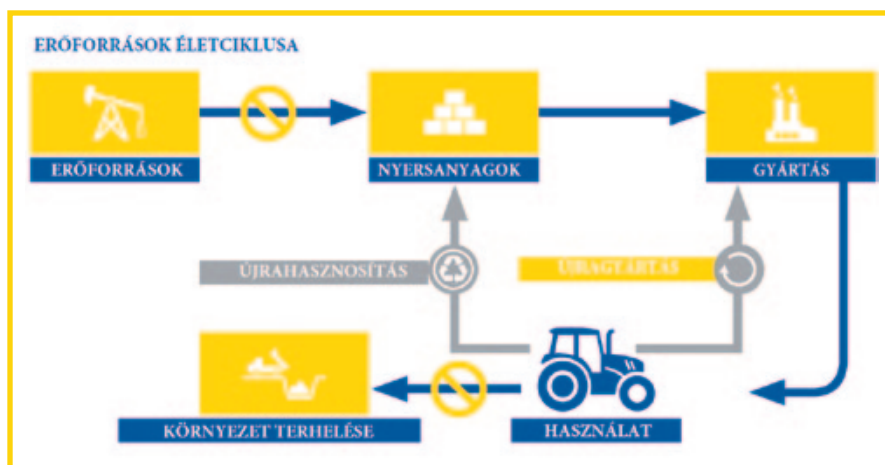 ERŐFORRÁSOK ÉLETCIKLUSA
ERŐFORRÁSOK
NYERSANYAGOK
GYÁRTÁS
ÚJRAHASZNOSÍTÁS
ÚJRAGYÁRTÁS
KÖRNYEZET TERHELÉSE
HASZNÁLAT